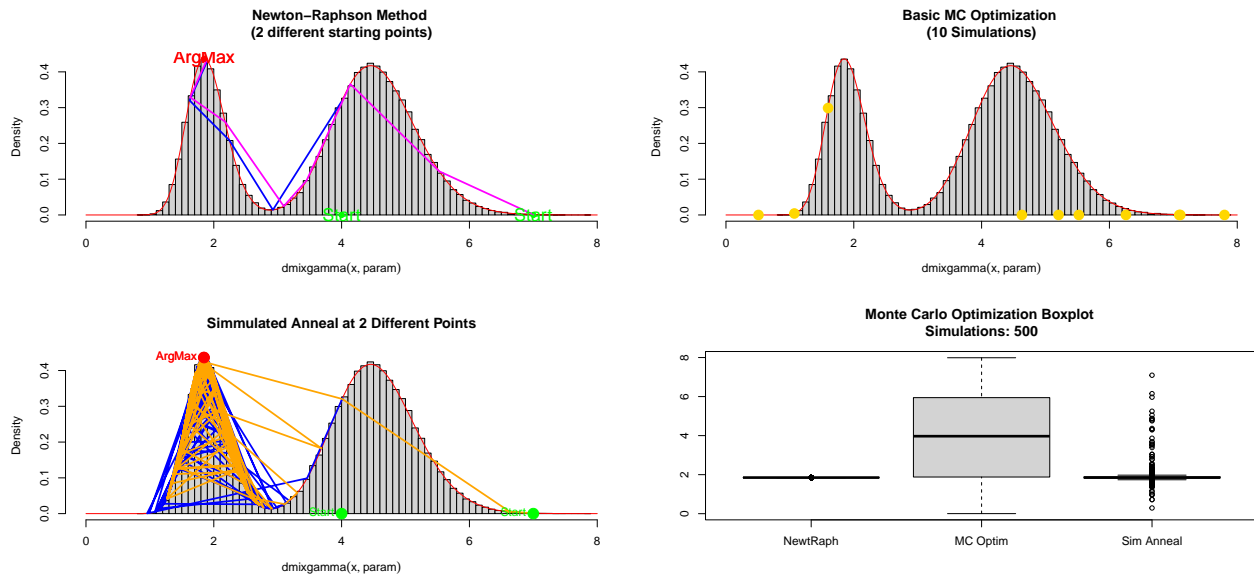 Newton−Raphson Method
(2 different starting points)
ArgMax
Density
0.0 0.1 0.2 0.3 0.4
Start
Start
0 2 4 6 8
dmixgamma(x, param)
Basic MC Optimization
(10 Simulations)
Density
0.0 0.1 0.2 0.3 0.4
0 2 4 6 8
dmixgamma(x, param)
Simmulated Anneal at 2 Different Points
ArgMax
Density
0.0 0.1 0.2 0.3 0.4
Start
Start
0 2 4 6 8
dmixgamma(x, param)
Monte Carlo Optimization Boxplot
Simulations: 500
0 2 4 6 8
NewtRaph
MC Optim
Sim Anneal